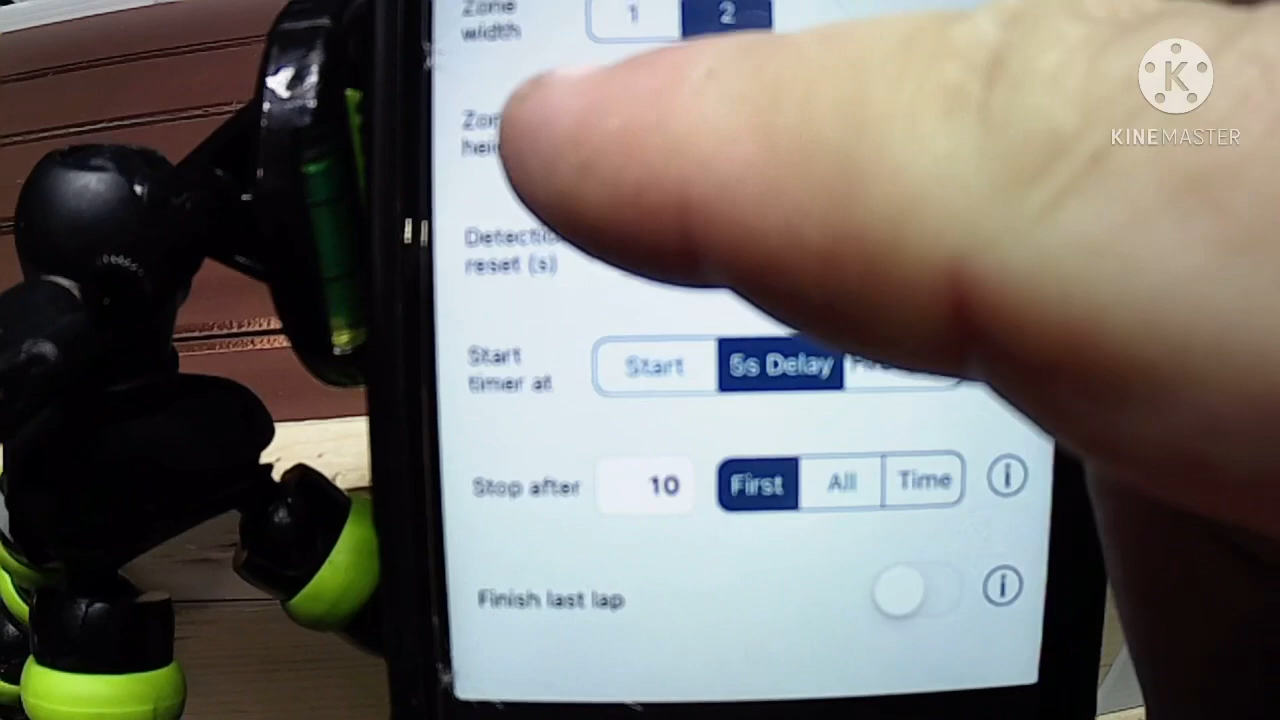 Zone
width
1
2
Detection
reset (s)
Start
timer at
Start
5s Delay
Stop after
10
First
All
Time
Finish last lap
K
KINEMASTER